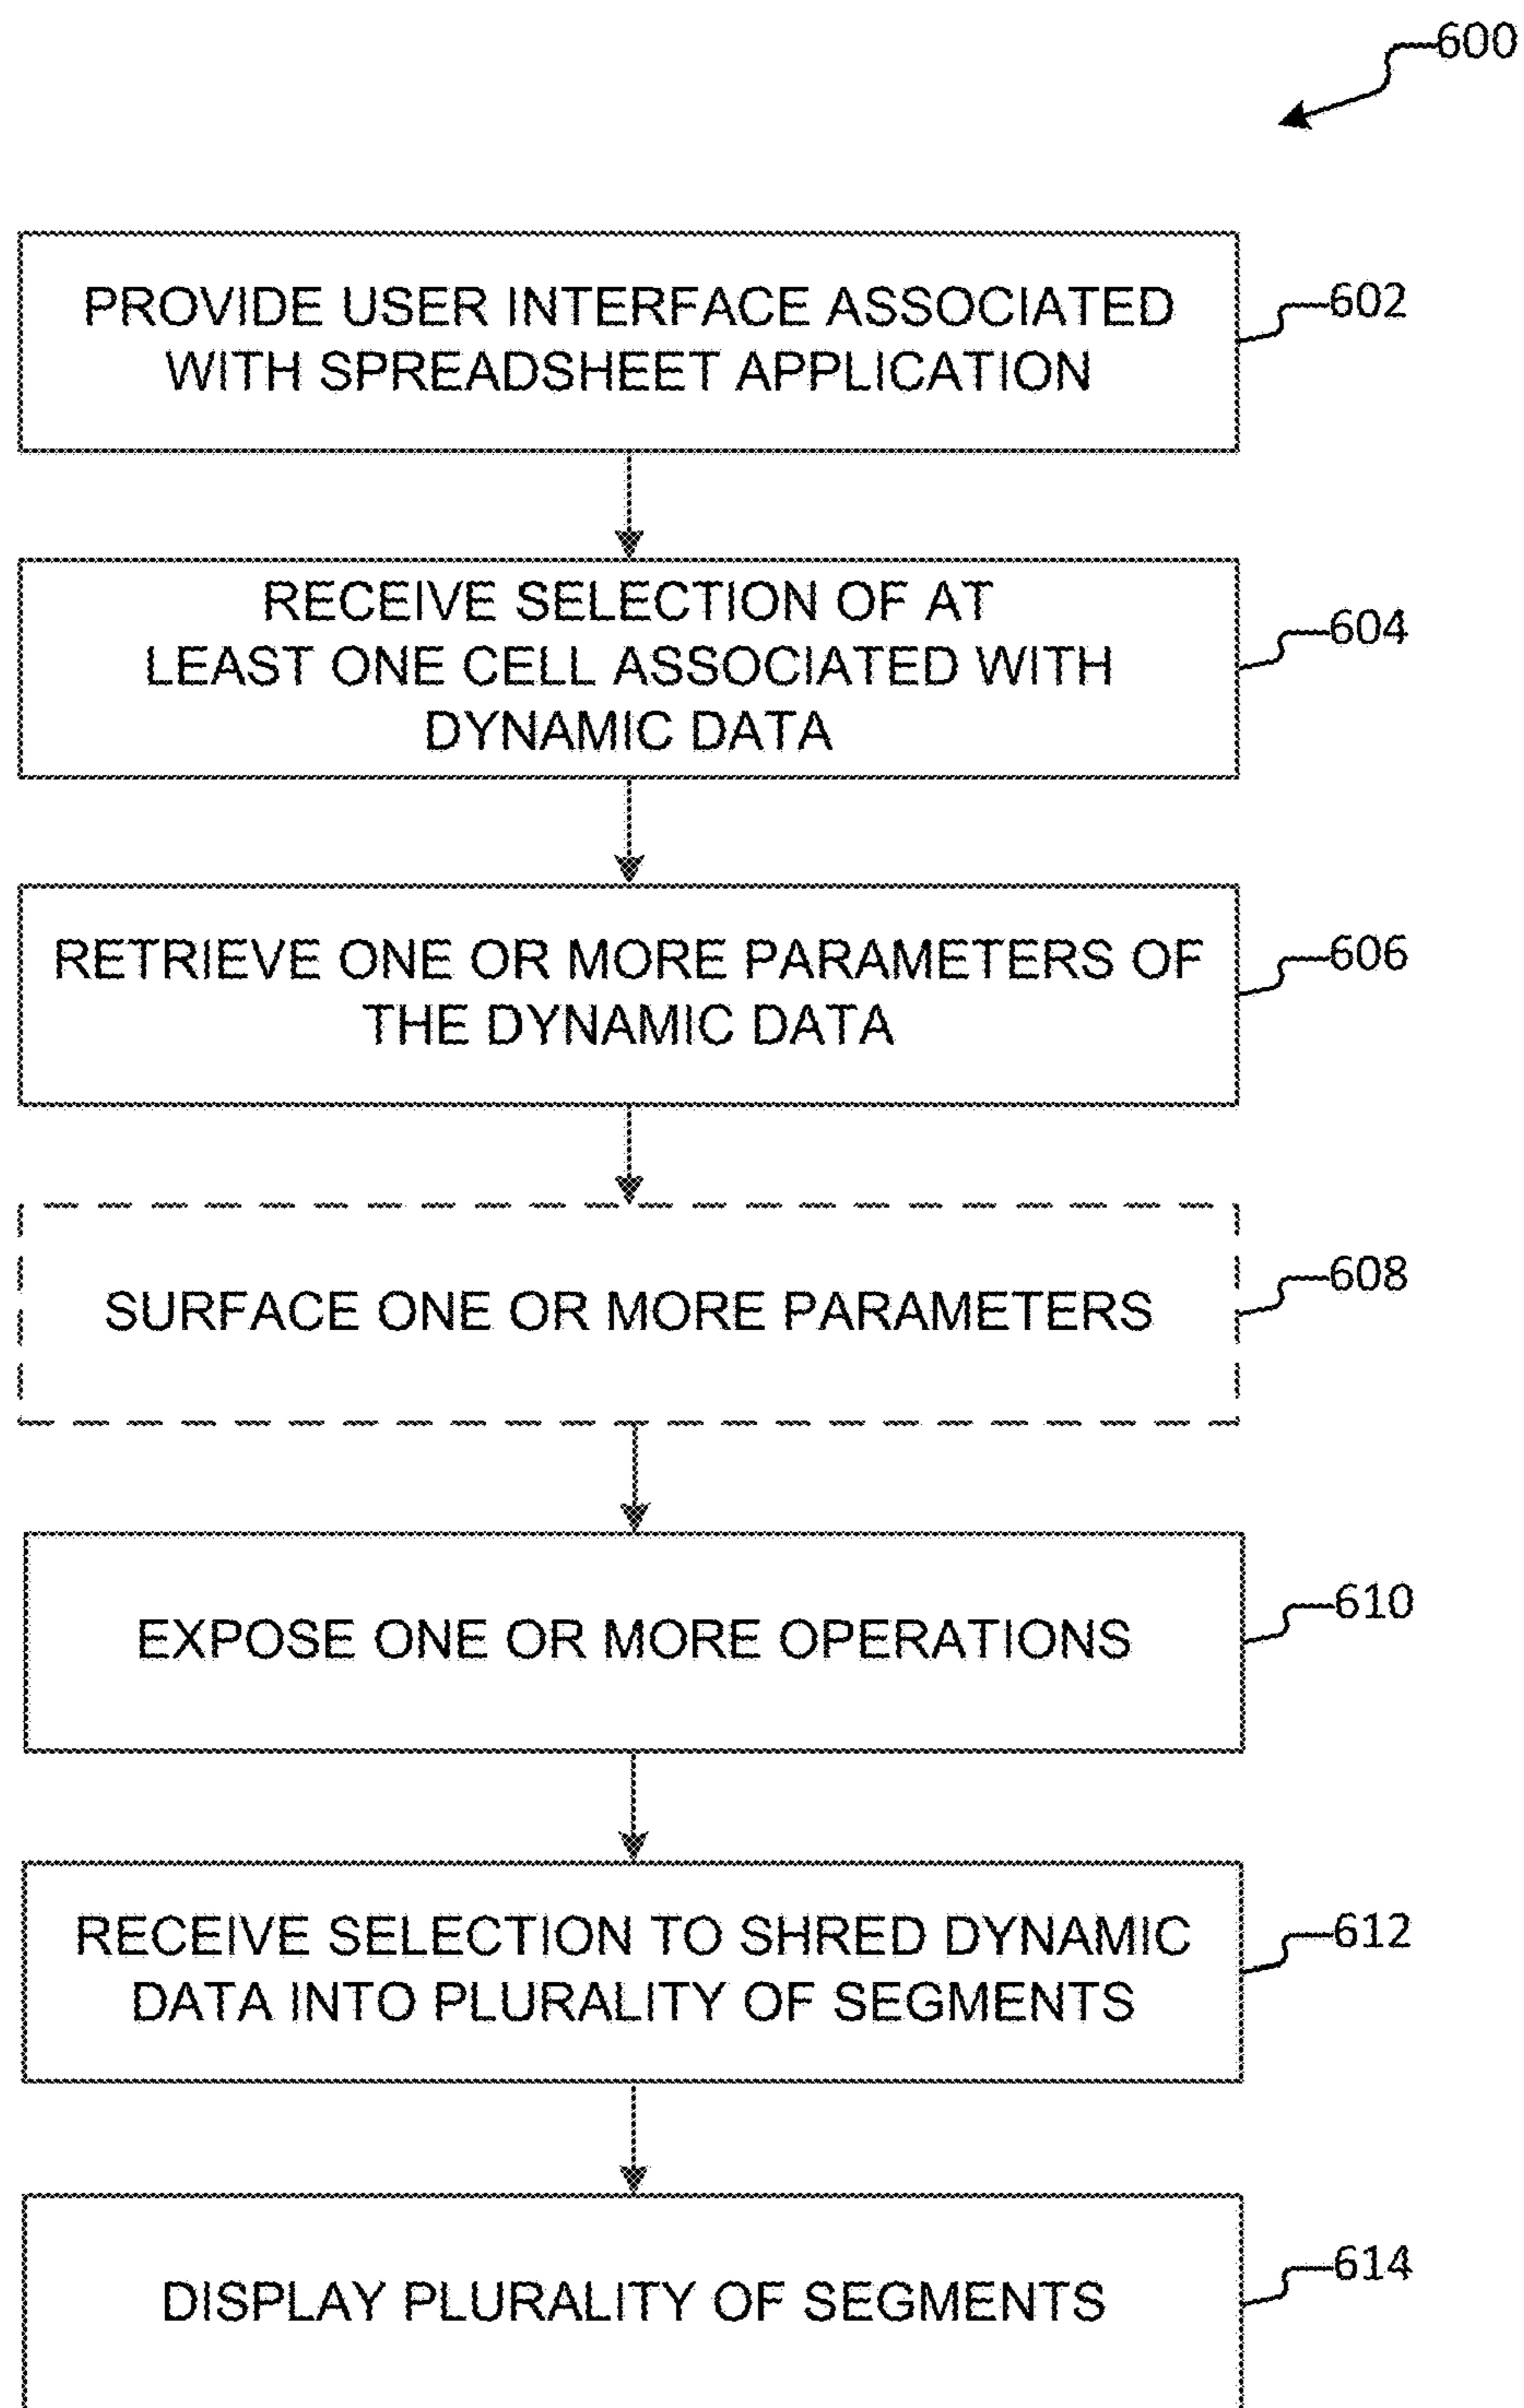 600
PROVIDE USER INTERFACE ASSOCIATED
WITH SPREADSHEET APPLICATION
602
RECEIVE SELECTION OF AT
LEAST ONE CELL ASSOCIATED WITH
DYNAMIC DATA
604
RETRIEVE ONE OR MORE PARAMETERS OF
THE DYNAMIC DATA
606
SURFACE ONE OR MORE PARAMETERS
608
EXPOSE ONE OR MORE OPERATIONS
610
RECEIVE SELECTION TO SHRED DYNAMIC
DATA INTO PLURALITY OF SEGMENTS
612
DISPLAY PLURALITY OF SEGMENTS
614